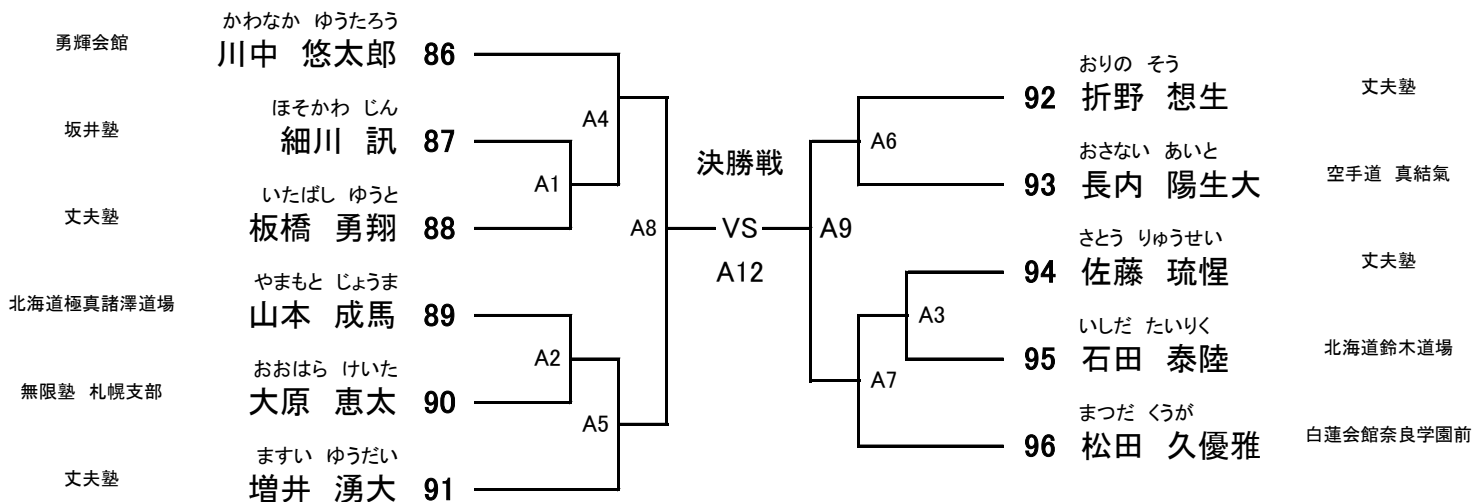 かわなか ゆうたろう
勇輝会館 川中 悠太郎 86
ほそかわ じん
坂井塾 細川 訊 87
いたばし ゆうと
丈夫塾 板橋 勇翔 88
やまもと じょうま
北海道極真諸澤道場 山本 成馬 89
おおはら けいた
無限塾 札幌支部 大原 恵太 90
ますい ゆうだい
丈夫塾 増井 湧大 91
A4
A1
A8
A2
A5
決勝戦
VS
A12
A6
A9
A3
A7
おりの そう
92 折野 想生 丈夫塾
おさない あいと
93 長内 陽生大 空手道 真結氣
さとう りゅうせい
94 佐藤 琉惺 丈夫塾
いしだ たいりく
95 石田 泰陸 北海道鈴木道場
まつだ くうが
96 松田 久優雅 白蓮会館奈良学園前